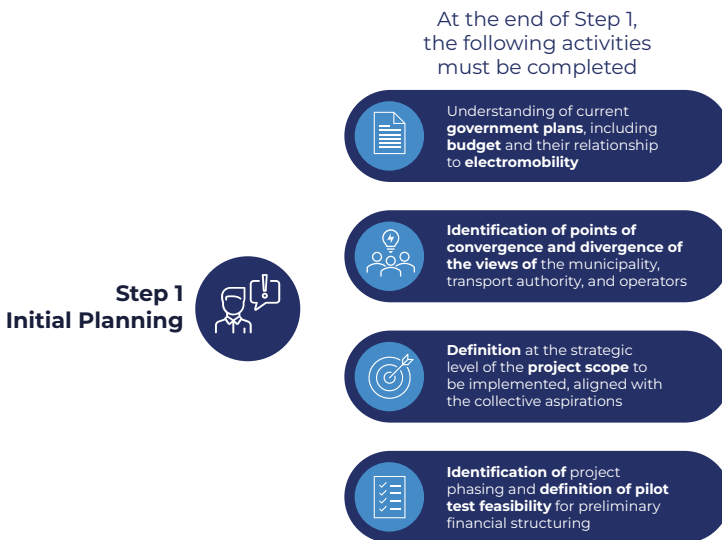 At the end of Step 1,
the following activities
must be completed
Understanding of current
government plans, including
budget and their relationship
to electromobility
Identification of points of
convergence and divergence of
the views of the municipality,
transport authority, and operators
Step 1
Initial Planning
Definition at the strategic
level of the project scope to
be implemented, aligned with
the collective aspirations
Identification of project
phasing and definition of pilot
test feasibility for preliminary
financial structuring